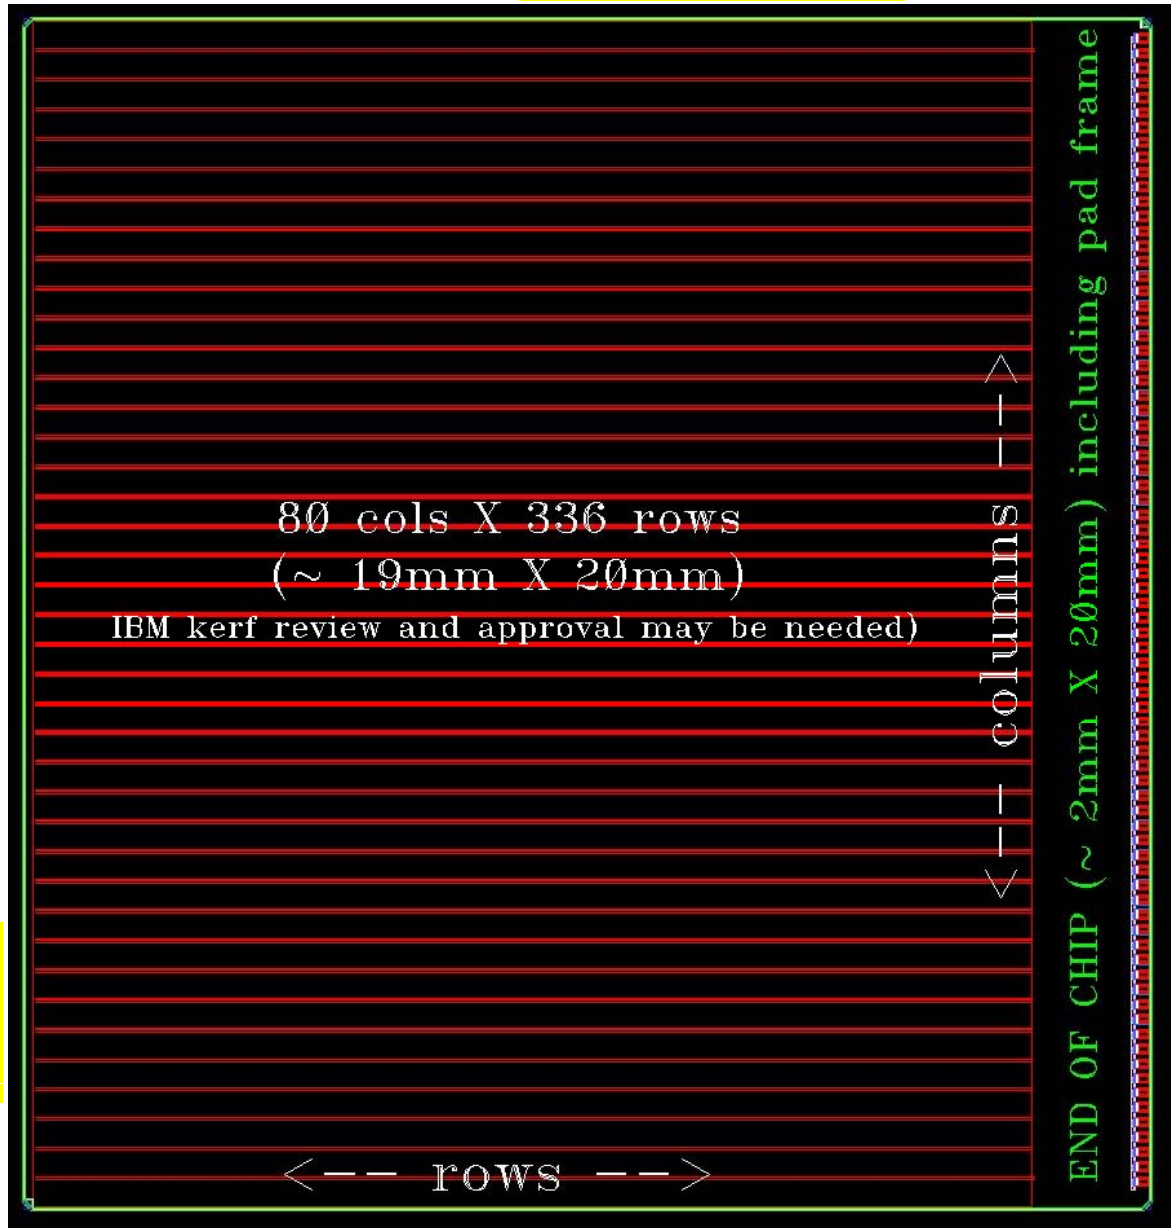 80 cols X 336 rows
(~ 19mm X 20mm)
IBM kerf review and approval may be needed)
<-- columns -->
END OF CHIP (~ 2mm X 20mm) including pad frame
<-- rows -->